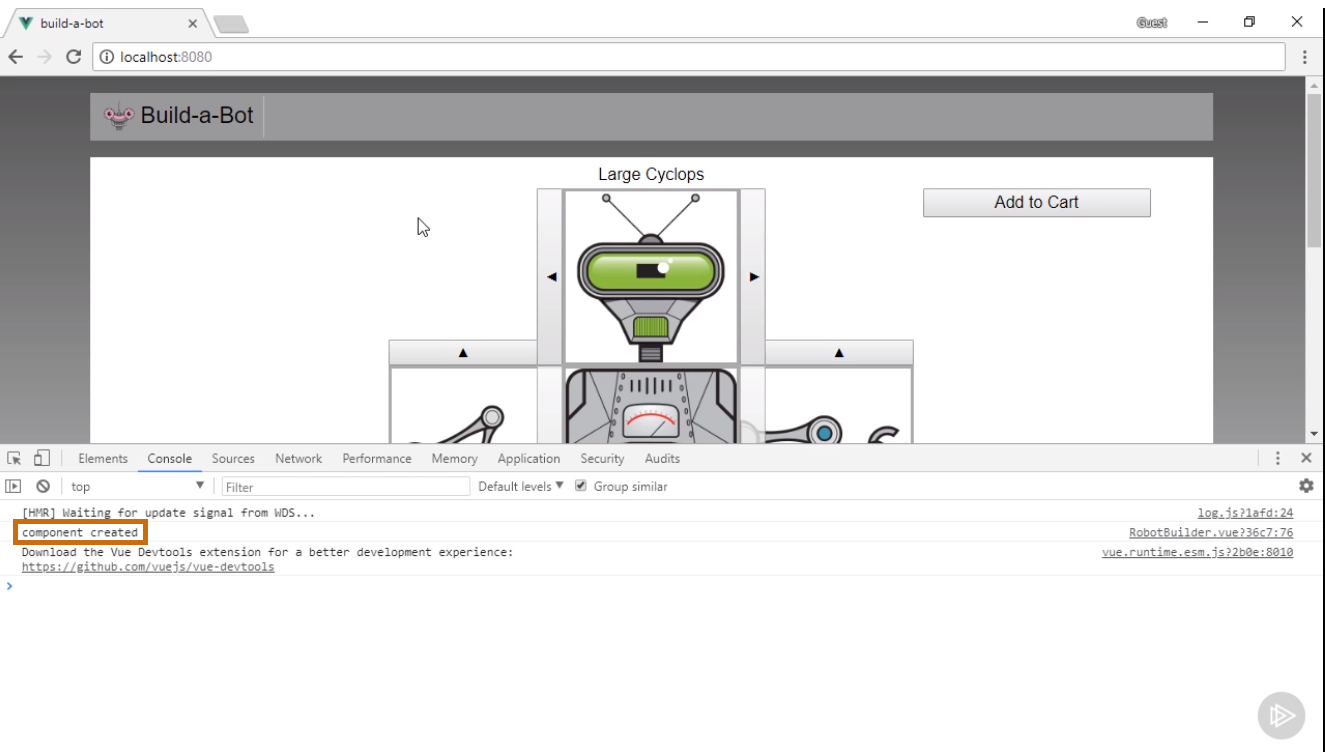 build-a-bot
Guest
localhost:8080
Build-a-Bot
Large Cyclops
Add to Cart
Elements Console Sources Network Performance Memory Application Security Audits
top Filter Default levels Group similar
[HMR] Waiting for update signal from WDS... log.js?1afd:24
component created RobotBuilder.vue?36c7:76
Download the Vue Devtools extension for a better development experience: vue.runtime.esm.js?2b0e:8010
https://github.com/vuejs/vue-devtools